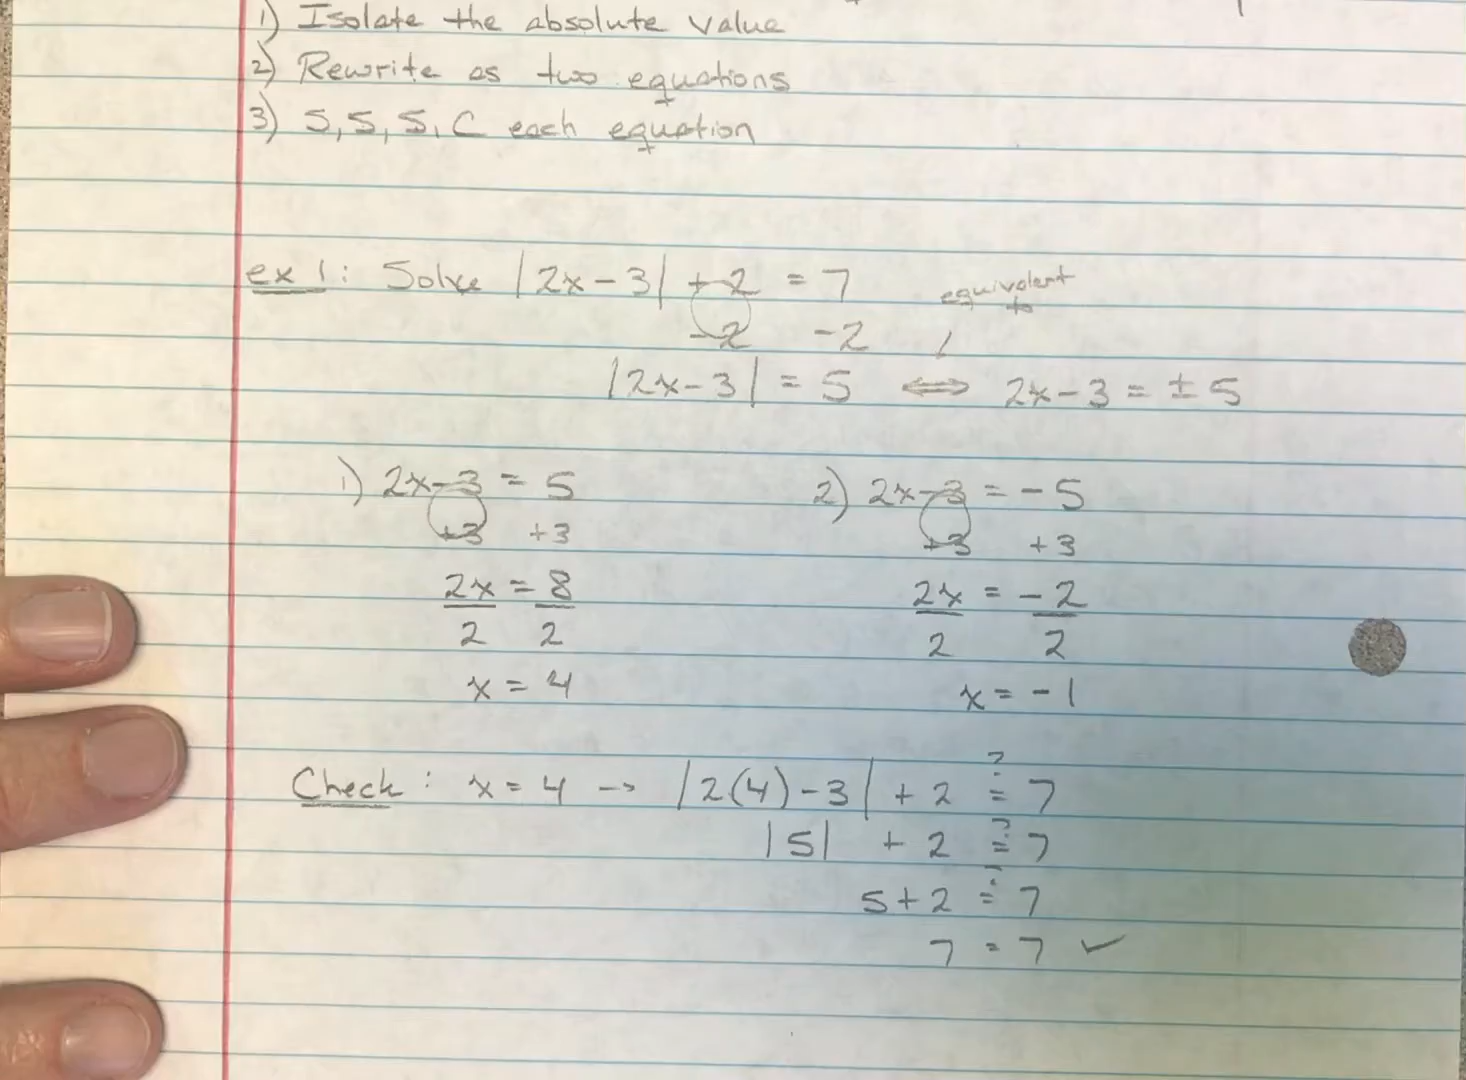 1) Isolate the absolute value
2) Rewrite as two equations
3) S, S, S, C each equation
ex 1: Solve |2x-3| + 2 = 7
equivalent to
-2 -2
|2x-3| = 5 ⟺ 2x-3 = ±5
1) 2x-3 = 5 2) 2x-3 = -5
+3 +3 +3 +3
2x = 8 2x = -2
2 2 2 2
x = 4 x = -1
Check: x = 4 -> |2(4)-3| + 2 ≟ 7
|5| + 2 ≟ 7
5+2 ≟ 7
7 = 7 ✓